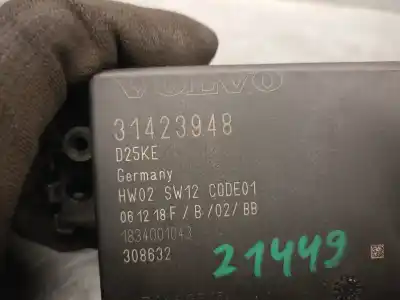 VOLVO
31423948
D25KE
Germany
HW02 SW12 CODE01
06 12 18 F / B / 02 / BB
1834001043
308632
21449